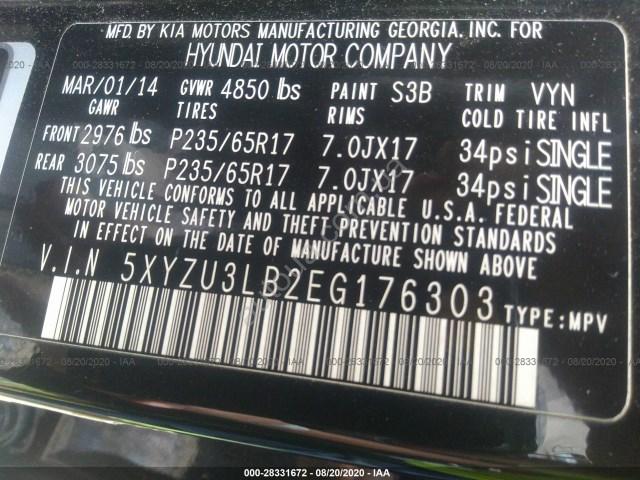 MFD. BY KIA MOTORS MANUFACTURING GEORGIA. INC. FOR
HYUNDAI MOTOR COMPANY
MAR/01/14 GVWR 4850 lbs PAINT S3B TRIM VYN
GAWR TIRES RIMS COLD TIRE INFL
FRONT 2976 lbs P235/65R17 7.0JX17 34psi SINGLE
REAR 3075 lbs P235/65R17 7.0JX17 34psi SINGLE
THIS VEHICLE CONFORMS TO ALL APPLICABLE U.S.A. FEDERAL
MOTOR VEHICLE SAFETY AND THEFT PREVENTION STANDARDS
IN EFFECT ON THE DATE OF MANUFACTURE SHOWN ABOVE.
V.I.N 5XYZU3LB2EG176303 TYPE: MPV
000-28331672 - 08/20/2020 - IAA